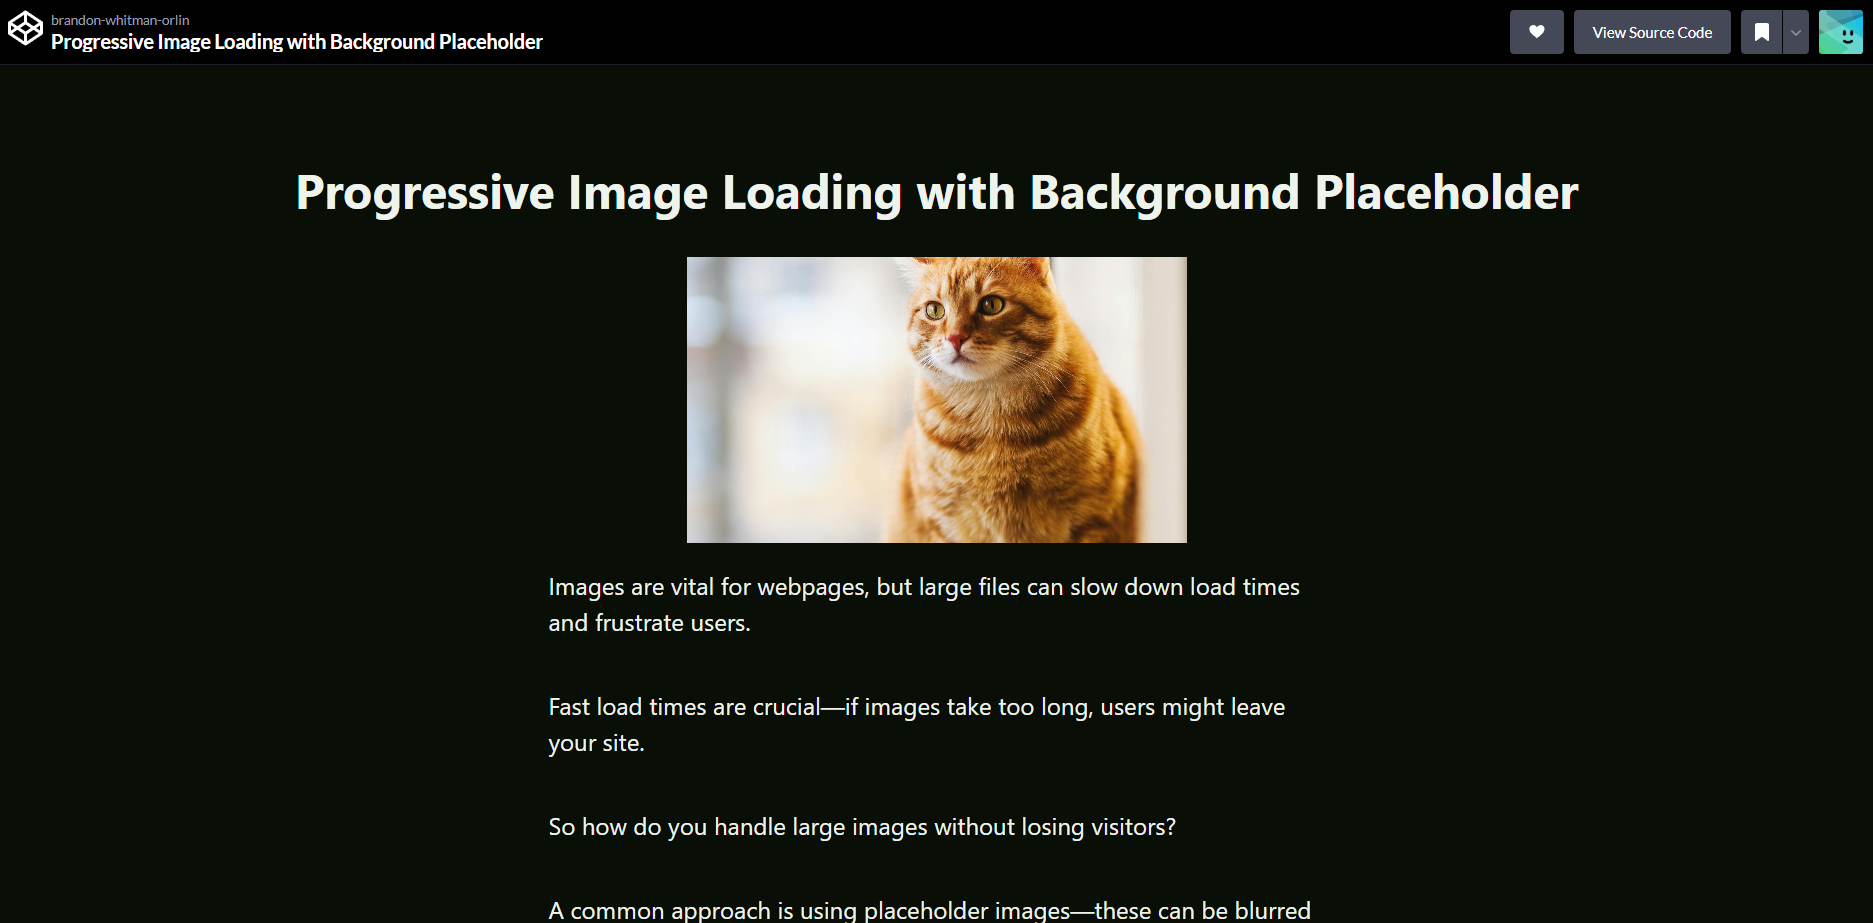 brandon-whitman-orlin
Progressive Image Loading with Background Placeholder
View Source Code
Progressive Image Loading with Background Placeholder
Images are vital for webpages, but large files can slow down load times
and frustrate users.
Fast load times are crucial—if images take too long, users might leave
your site.
So how do you handle large images without losing visitors?
A common approach is using placeholder images—these can be blurred